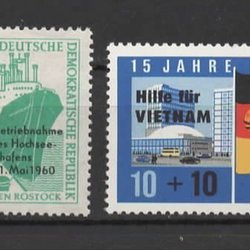 DEUTSCHE
DEMOKRATISCHE REPUBLIK
etriebnahme
es Hochsee-
hafens
1. Mai 1960
EN ROSTOCK
15 JAHRE
Hilfe für
VIETNAM
10 + 10